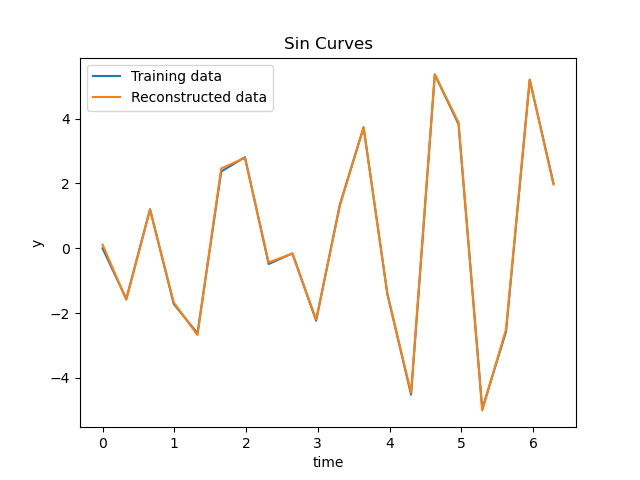 Sin Curves
Training data
Reconstructed data
y
4
2
0
−2
−4
0 1 2 3 4 5 6
time